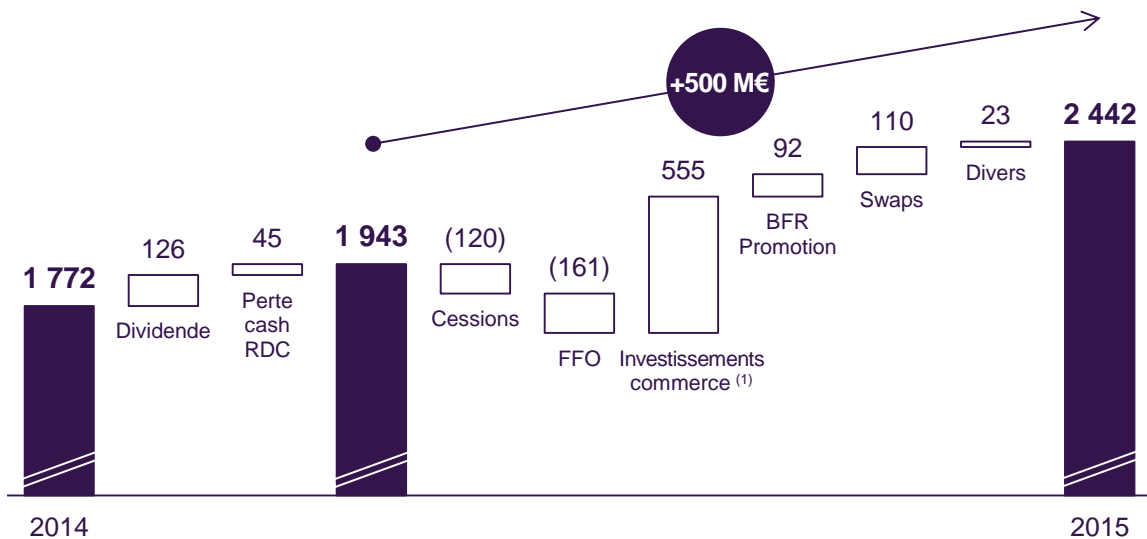 +500 M€
1 772
126
Dividende
45
Perte
cash
RDC
1 943
(120)
Cessions
(161)
FFO
555
Investissements
commerce (1)
92
BFR
Promotion
110
Swaps
23
Divers
2 442
2014
2015